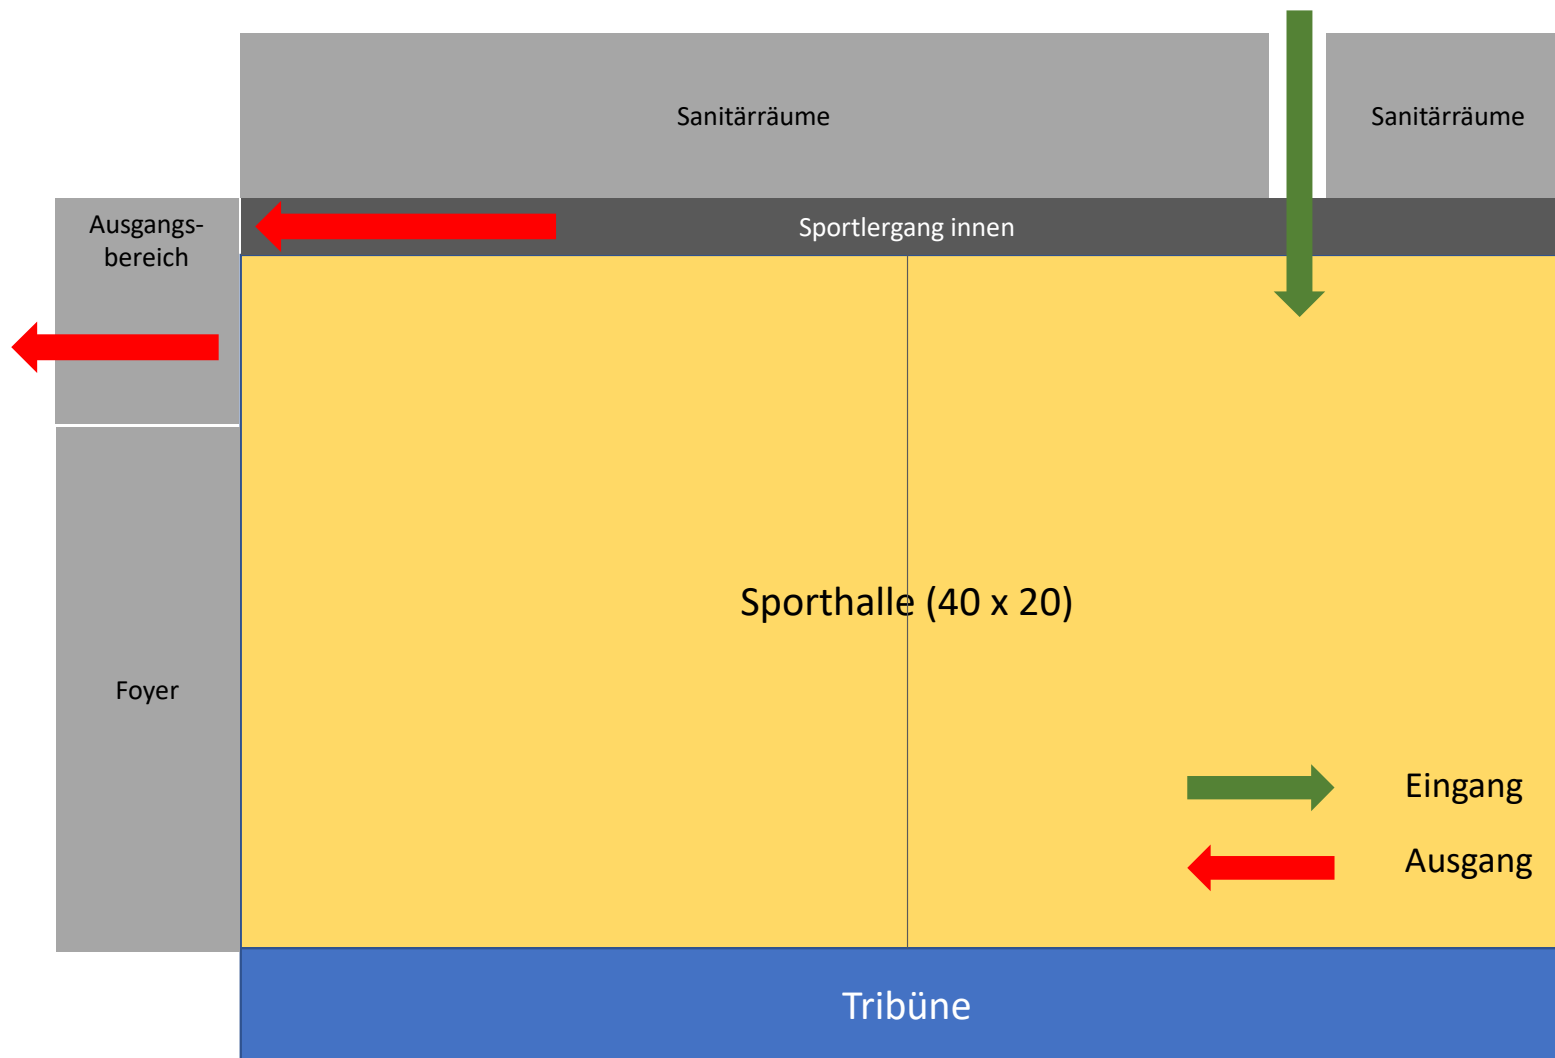 Sanitärräume
Sanitärräume
Ausgangs-
bereich
Sportlergang innen
Sporthalle (40 x 20)
Foyer
Eingang
Ausgang
Tribüne